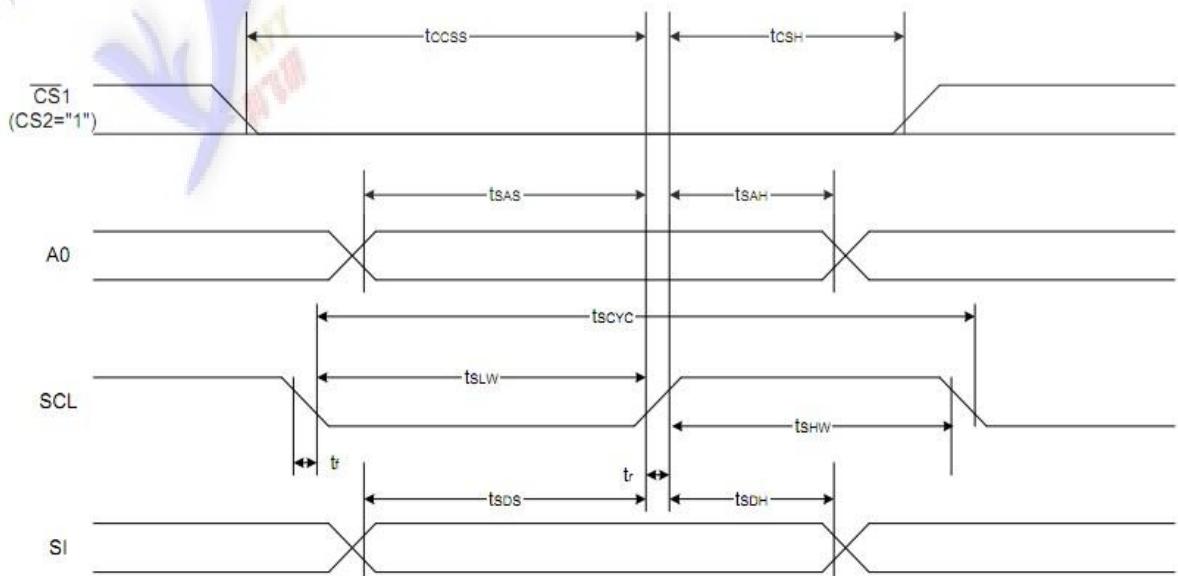 tCCSS
tCSH
CS1
(CS2="1")
tSAS
tSAH
A0
tSCYC
tSLW
SCL
tSHW
tf
tr
tSDS
tSDH
SI